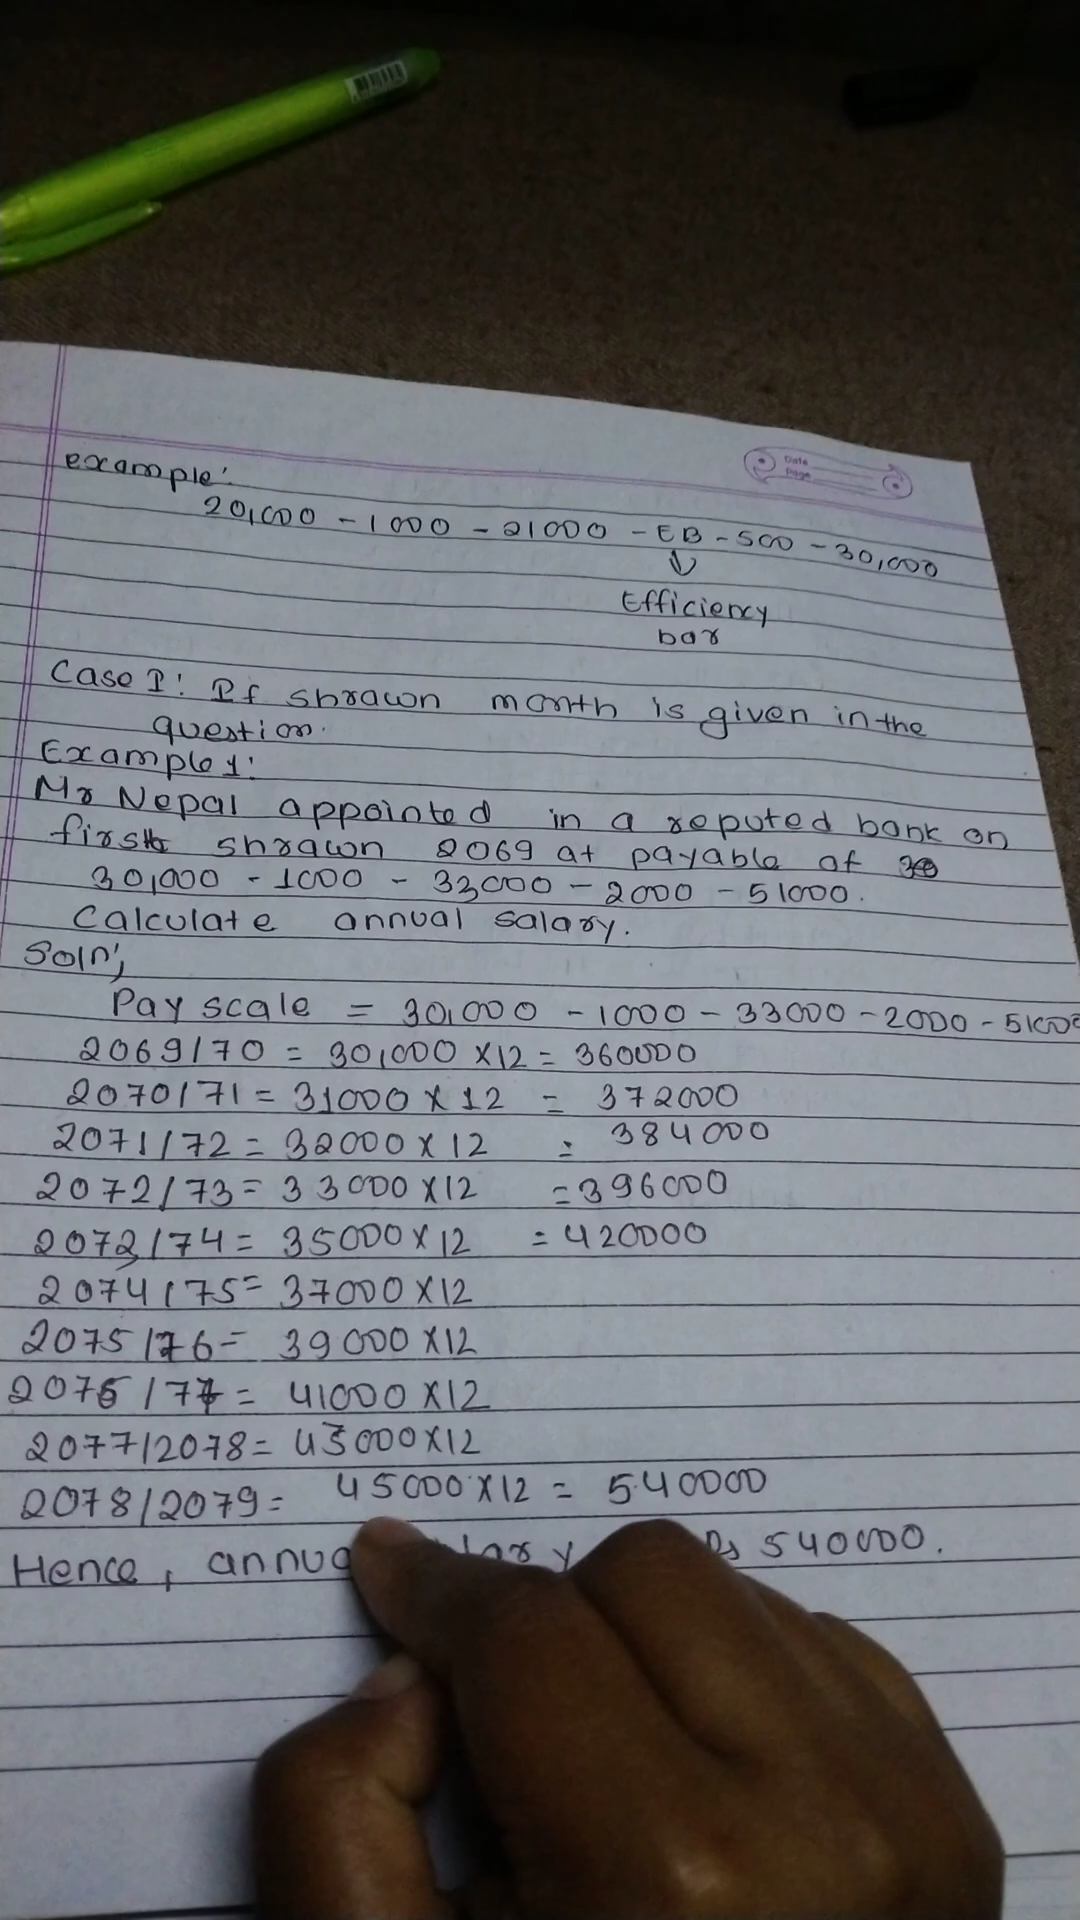 Date
Page
example:
20,000 - 1000 - 21000 - EB - 500 - 30,000
Efficiency
bar
Case I: If shrawn month is given in the
question.
Example 1:
Mr Nepal appointed in a reputed bank on
first shrawn 2069 at payable of
30,000 - 1000 - 33000 - 2000 - 51000.
Calculate annual salary.
Soln;
Pay scale = 30,000 - 1000 - 33000 - 2000 - 51000
2069/70 = 30,000 x 12 = 360000
2070/71 = 31000 x 12 = 372000
2071/72 = 32000 x 12 = 384000
2072/73 = 33000 x 12 = 396000
2073/74 = 35000 x 12 = 420000
2074/75 = 37000 x 12
2075/76 = 39000 x 12
2076/77 = 41000 x 12
2077/2078 = 43000 x 12
2078/2079 = 45000 x 12 = 540000
Hence, 540000.